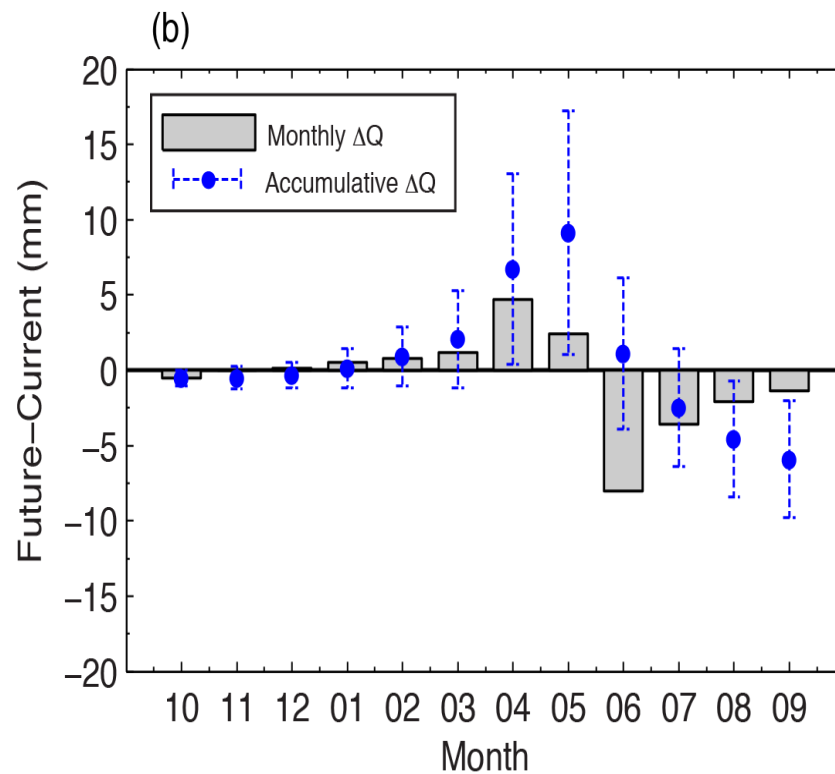 (b)
20
15
10
5
0
−5
−10
−15
−20
Future−Current (mm)
Monthly ΔQ
Accumulative ΔQ
10 11 12 01 02 03 04 05 06 07 08 09
Month